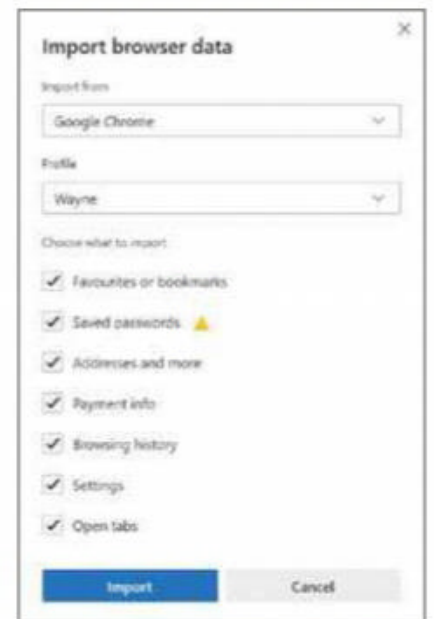 Import browser data
Import from
Google Chrome
Profile
Wayne
Choose what to import
Favourites or bookmarks
Saved passwords
Addresses and more
Payment info
Browsing history
Settings
Open tabs
Import
Cancel